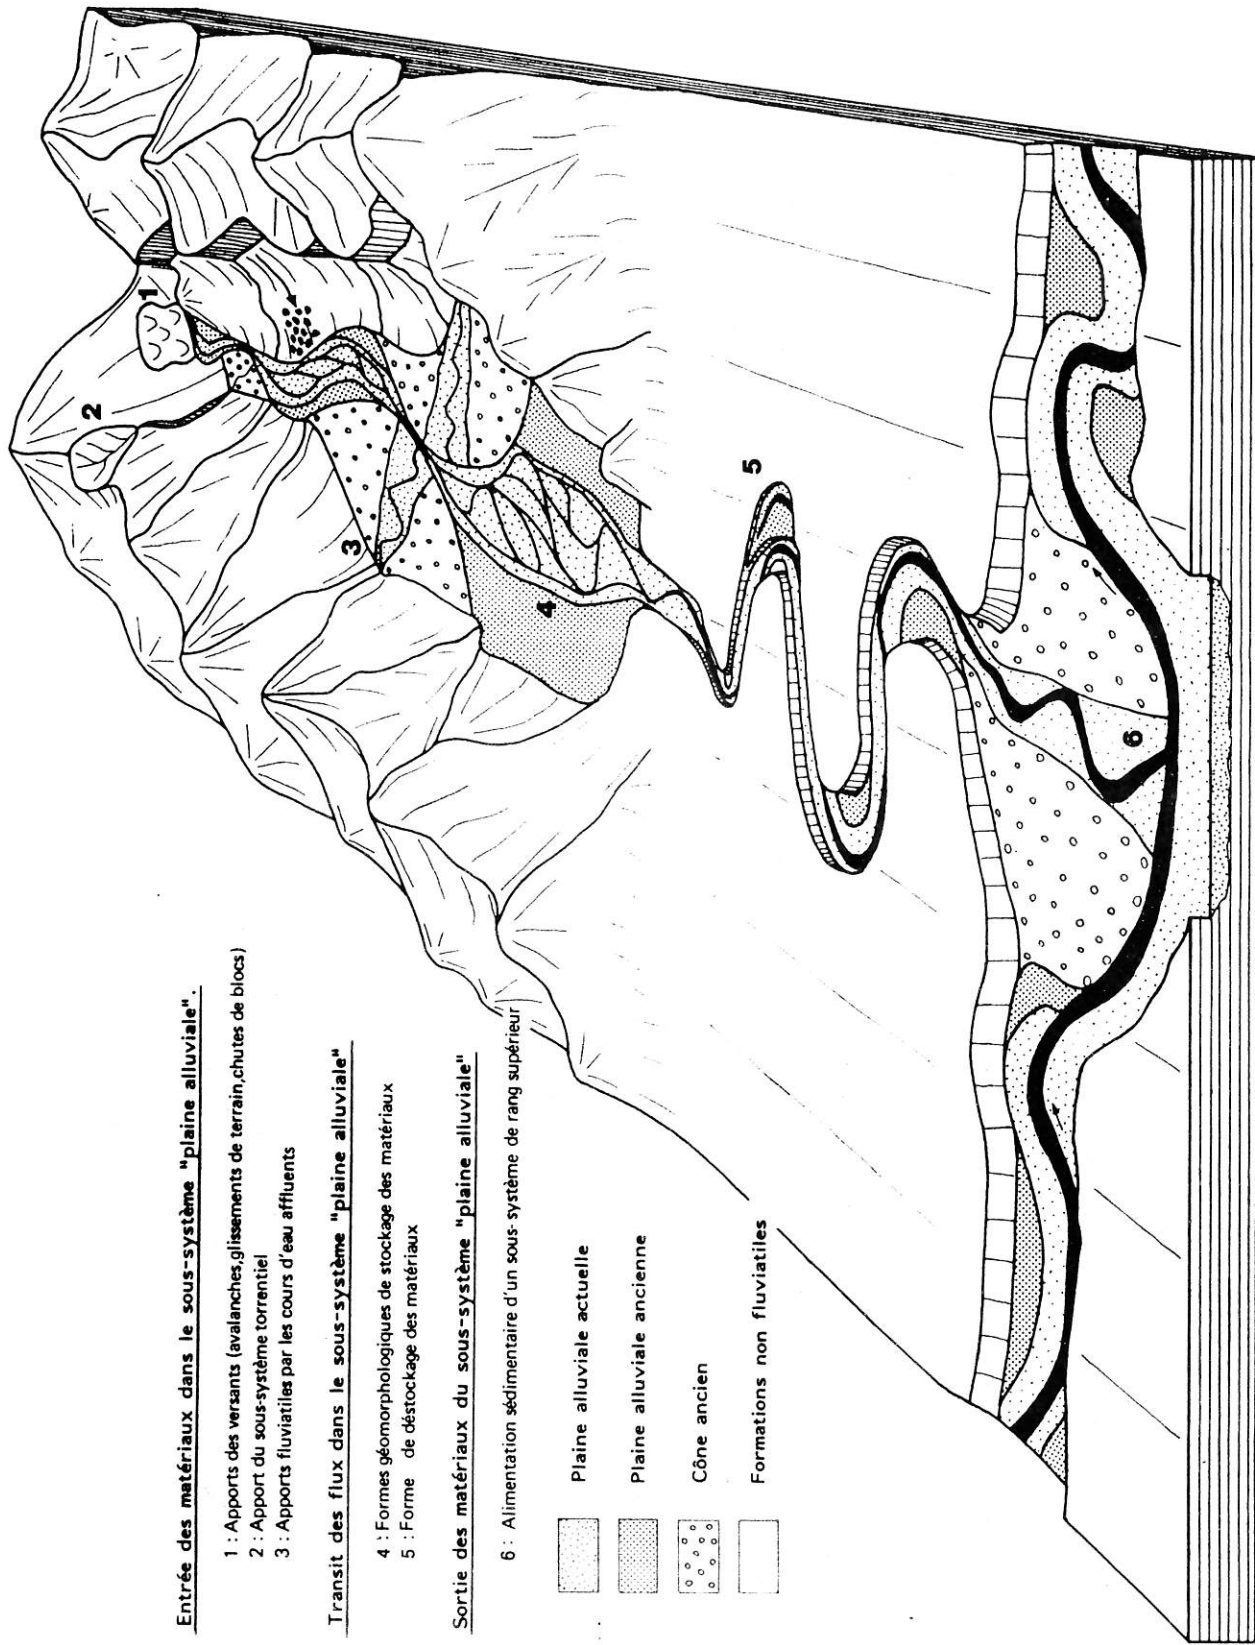 Entrée des matériaux dans le sous-système "plaine alluviale".
1 : Apports des versants (avalanches,glissements de terrain,chutes de blocs)
2 : Apport du sous-système torrentiel
3 : Apports fluviatiles par les cours d'eau affluents
Transit des flux dans le sous-système "plaine alluviale"
4 : Formes géomorphologiques de stockage des matériaux
5 : Forme de déstockage des matériaux
Sortie des matériaux du sous-système "plaine alluviale"
6 : Alimentation sédimentaire d'un sous-système de rang supérieur
Plaine alluviale actuelle
Plaine alluviale ancienne
Cône ancien
Formations non fluviatiles
1
2
3
4
5
6